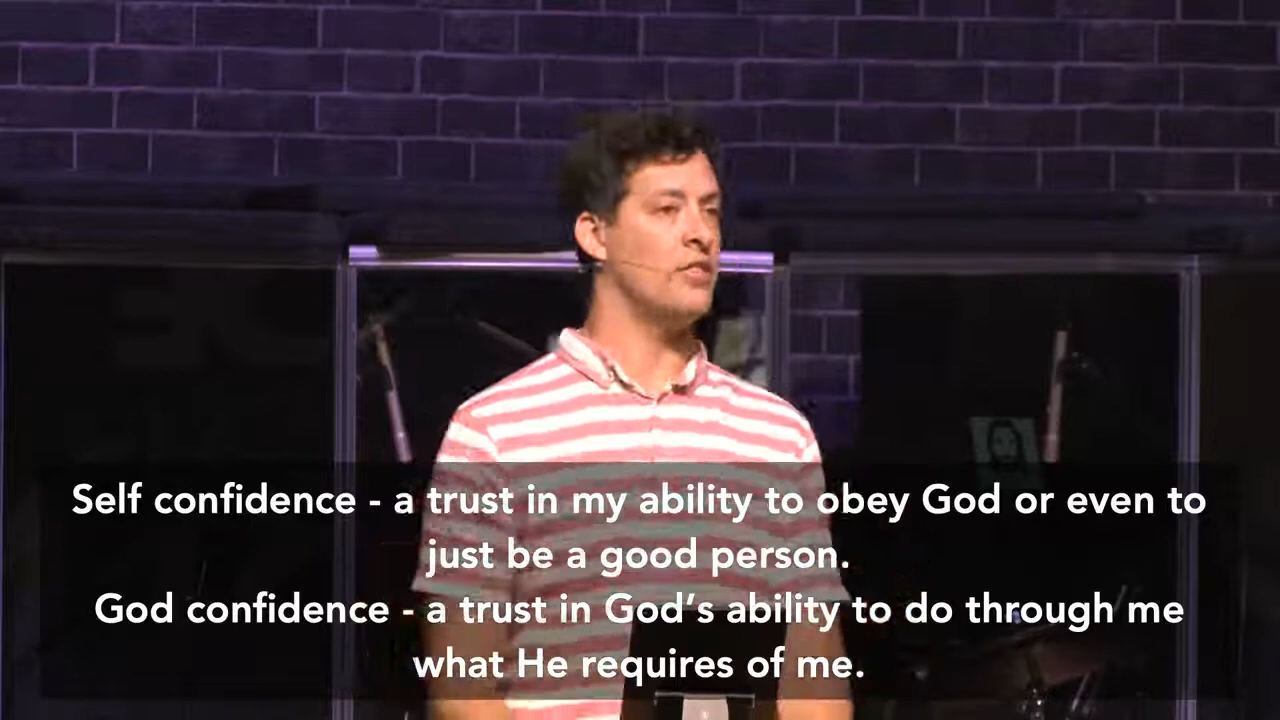 Self confidence - a trust in my ability to obey God or even to
just be a good person.
God confidence - a trust in God’s ability to do through me
what He requires of me.